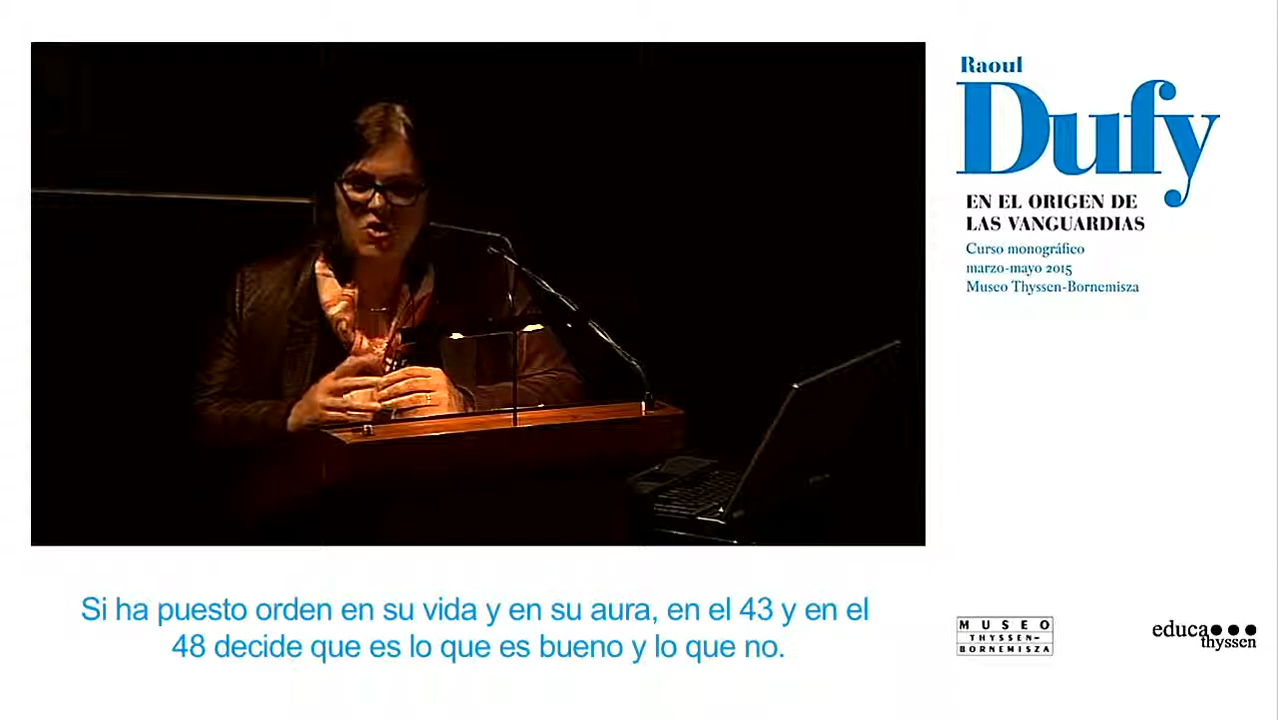 Raoul
Dufy
EN EL ORIGEN DE
LAS VANGUARDIAS
Curso monográfico
marzo-mayo 2015
Museo Thyssen-Bornemisza
Si ha puesto orden en su vida y en su aura, en el 43 y en el
48 decide que es lo que es bueno y lo que no.
MUSEO
THYSSEN-
BORNEMISZA
educa
thyssen